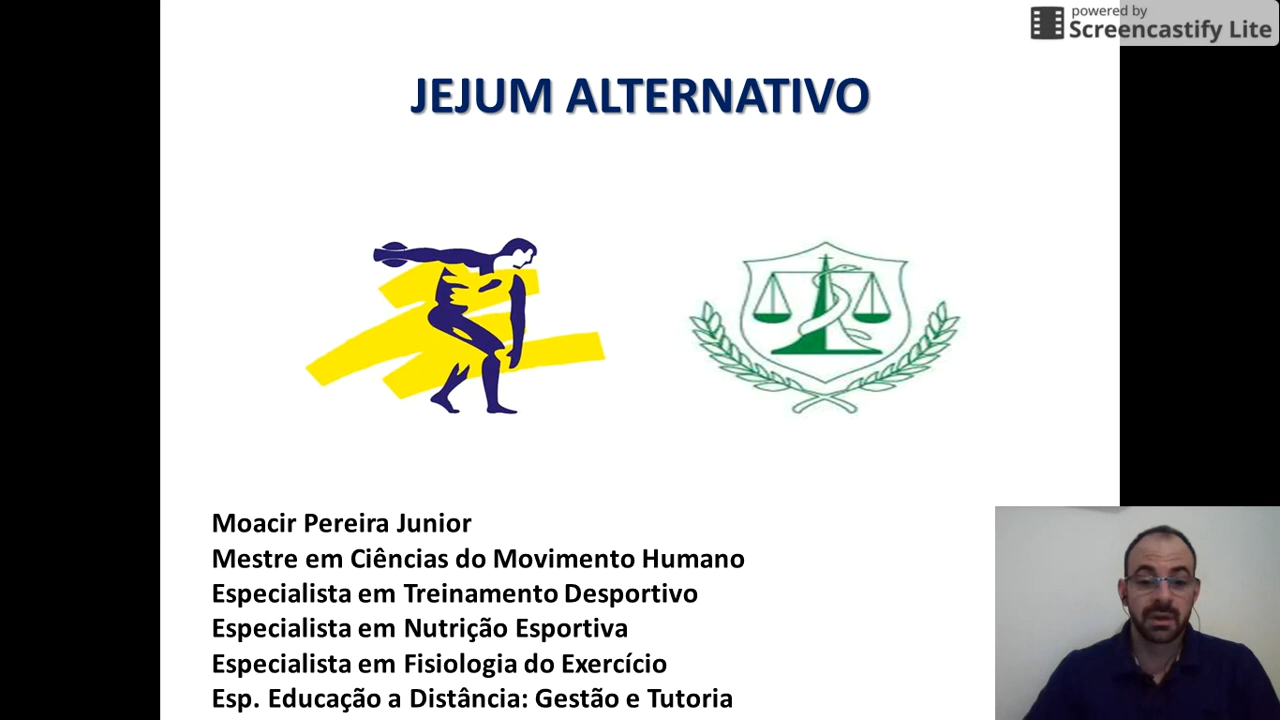 powered by
Screencastify Lite
JEJUM ALTERNATIVO
Moacir Pereira Junior
Mestre em Ciências do Movimento Humano
Especialista em Treinamento Desportivo
Especialista em Nutrição Esportiva
Especialista em Fisiologia do Exercício
Esp. Educação a Distância: Gestão e Tutoria